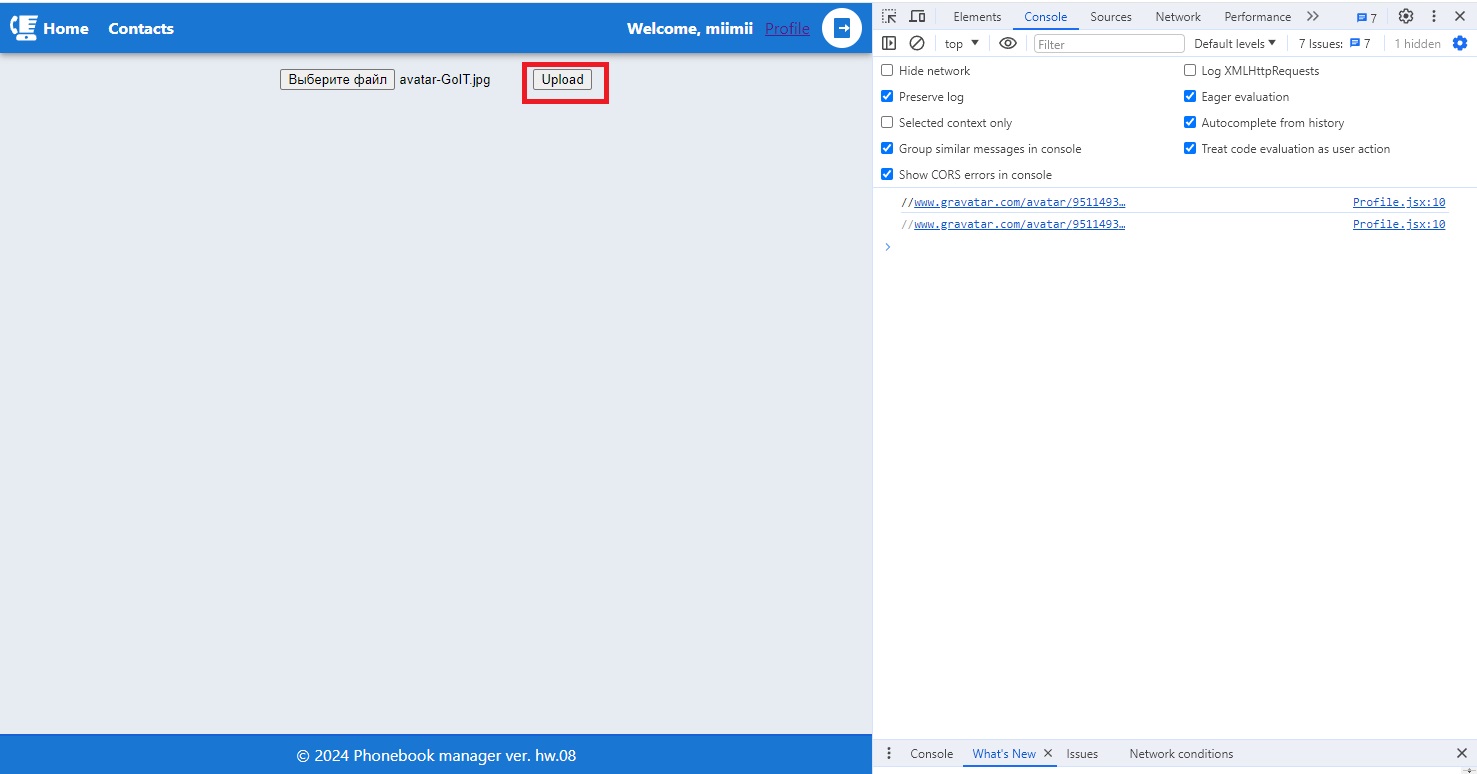 Home Contacts Welcome, miimii Profile
Выберите файл avatar-GoIT.jpg Upload
© 2024 Phonebook manager ver. hw.08
Elements Console Sources Network Performance 7
top Filter Default levels 7 Issues: 7 1 hidden
Hide network Log XMLHttpRequests
Preserve log Eager evaluation
Selected context only Autocomplete from history
Group similar messages in console Treat code evaluation as user action
Show CORS errors in console
//www.gravatar.com/avatar/9511493… Profile.jsx:10
//www.gravatar.com/avatar/9511493… Profile.jsx:10
Console What's New Issues Network conditions